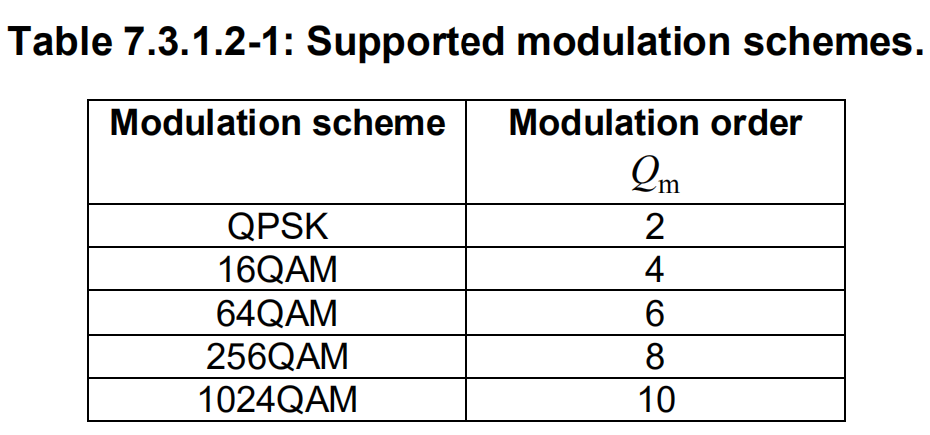 Table 7.3.1.2-1: Supported modulation schemes.
Modulation scheme Modulation order
Qm
QPSK 2
16QAM 4
64QAM 6
256QAM 8
1024QAM 10